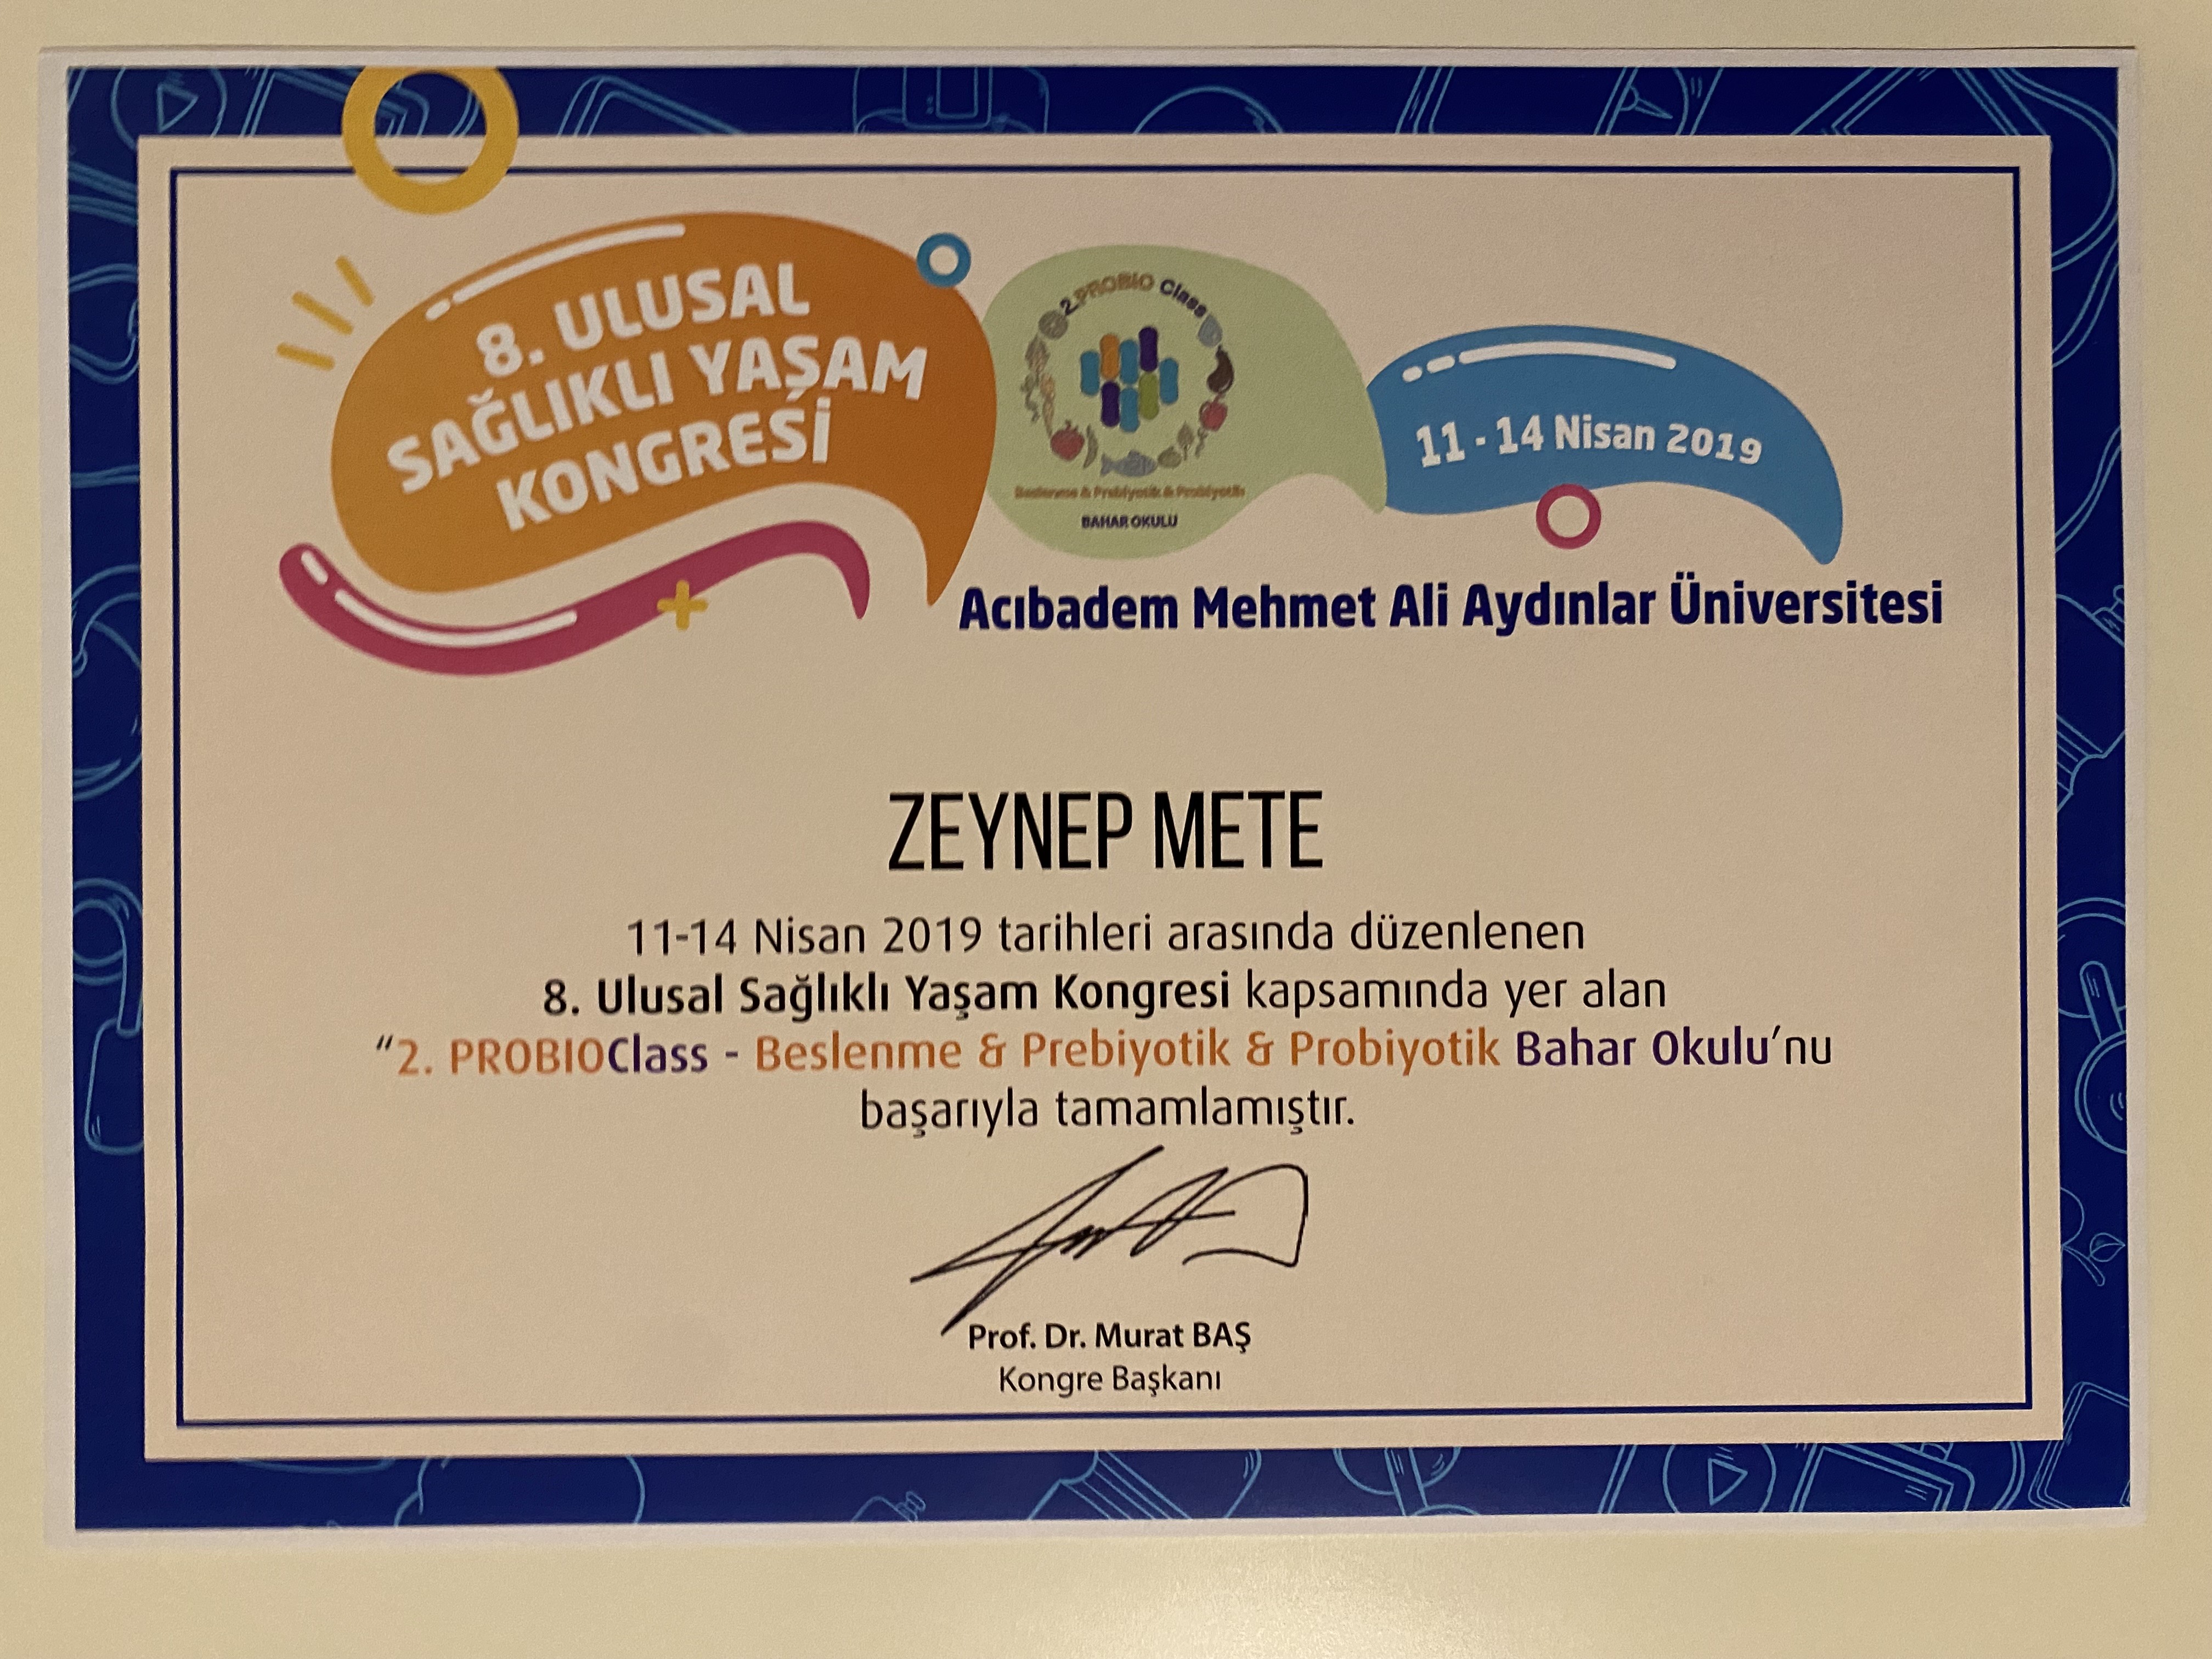 8. ULUSAL
SAĞLIKLI YAŞAM
KONGRESİ
2.PROBIO Class
Beslenme & Prebiyotik & Probiyotik
BAHAR OKULU
11 - 14 Nisan 2019
Acıbadem Mehmet Ali Aydınlar Üniversitesi
ZEYNEP METE
11-14 Nisan 2019 tarihleri arasında düzenlenen
8. Ulusal Sağlıklı Yaşam Kongresi kapsamında yer alan
“2. PROBIOClass - Beslenme & Prebiyotik & Probiyotik Bahar Okulu’nu
başarıyla tamamlamıştır.
Prof. Dr. Murat BAŞ
Kongre Başkanı